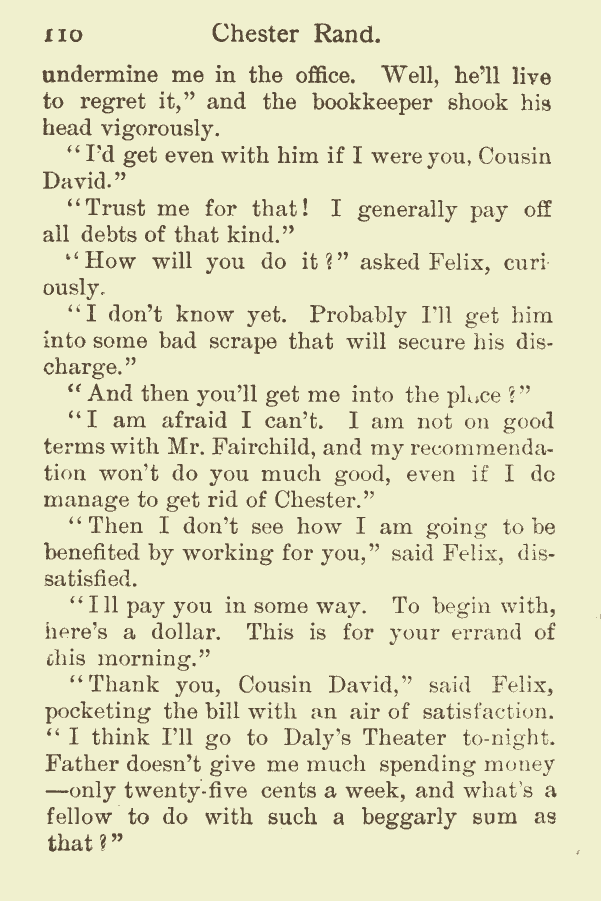 110 Chester Rand.
undermine me in the office. Well, he'll live
to regret it,” and the bookkeeper shook his
head vigorously.
“I'd get even with him if I were you, Cousin
David.”
“Trust me for that! I generally pay off
all debts of that kind.”
“How will you do it?” asked Felix, curi-
ously.
“I don't know yet. Probably I'll get him
into some bad scrape that will secure his dis-
charge.”
“And then you'll get me into the place?”
“I am afraid I can't. I am not on good
terms with Mr. Fairchild, and my recommenda-
tion won't do you much good, even if I do
manage to get rid of Chester.”
“Then I don't see how I am going to be
benefited by working for you,” said Felix, dis-
satisfied.
“I ll pay you in some way. To begin with,
here's a dollar. This is for your errand of
this morning.”
“Thank you, Cousin David,” said Felix,
pocketing the bill with an air of satisfaction.
“I think I'll go to Daly's Theater to-night.
Father doesn't give me much spending money
—only twenty-five cents a week, and what's a
fellow to do with such a beggarly sum as
that?”